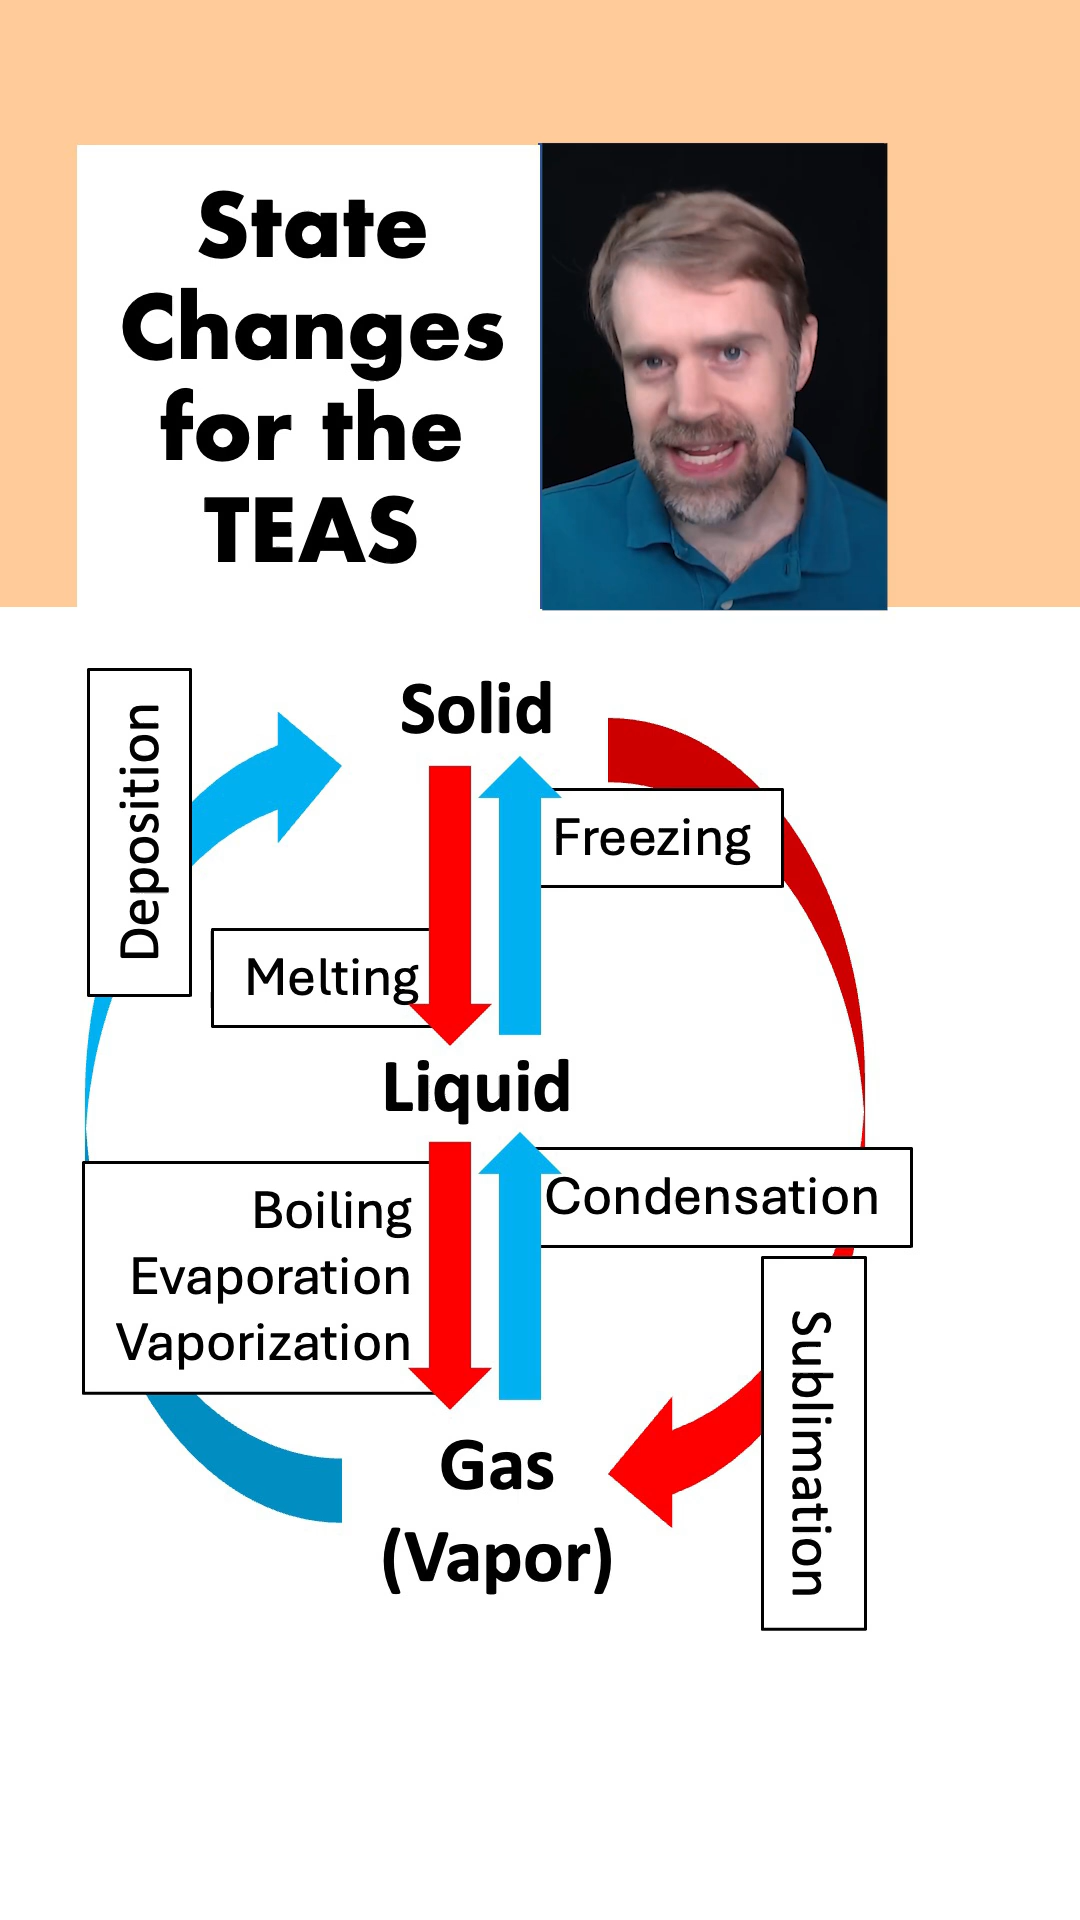 State
Changes
for the
TEAS
Solid
Deposition
Freezing
Melting
Liquid
Boiling
Evaporation
Vaporization
Condensation
Sublimation
Gas
(Vapor)